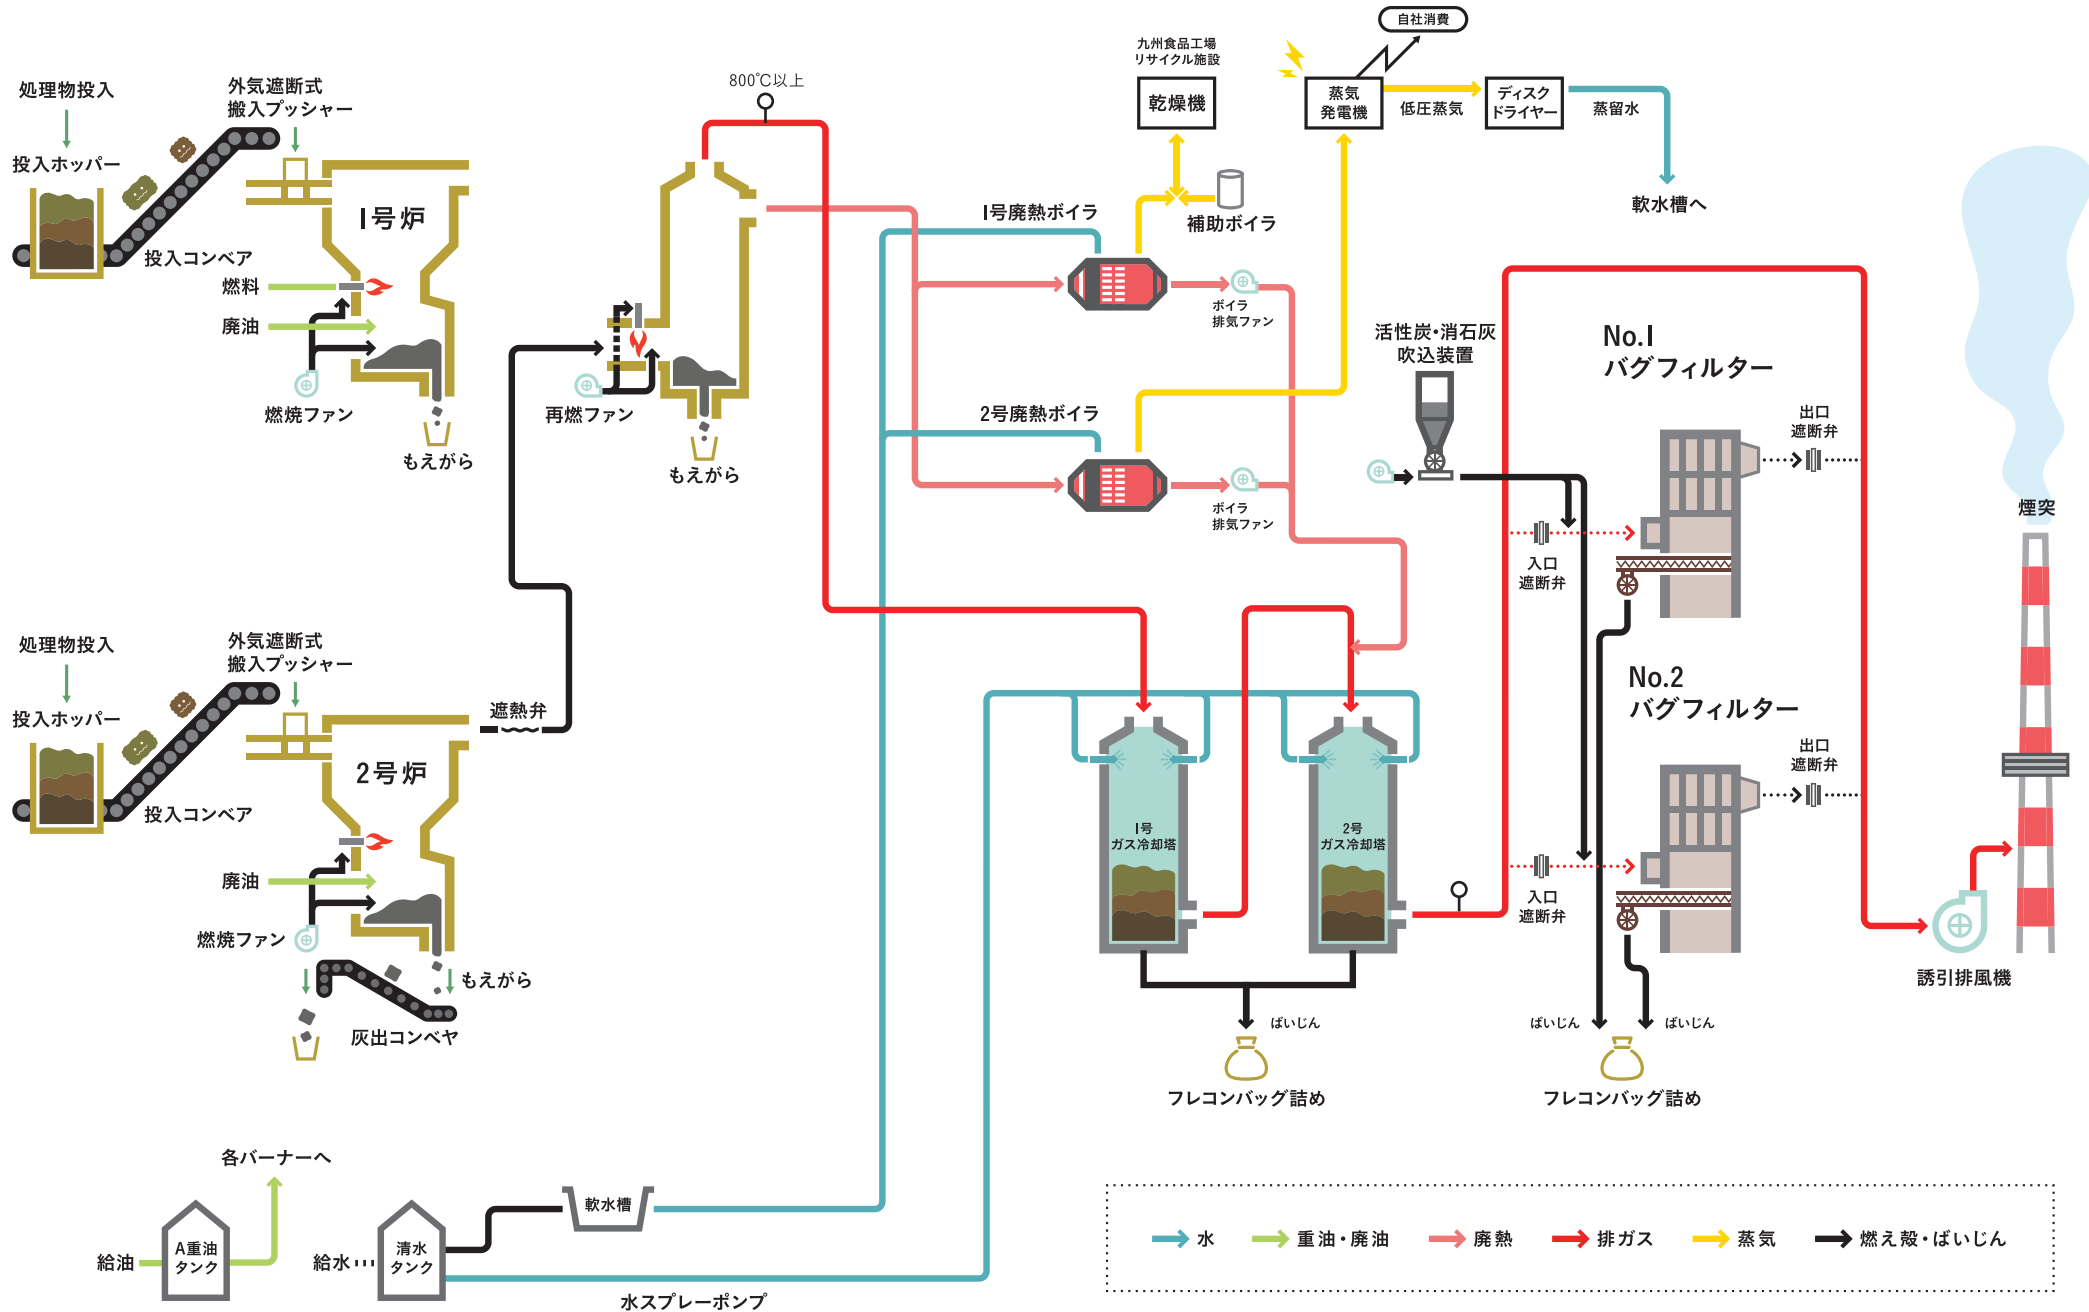 処理物投入
投入ホッパー
外気遮断式
搬入プッシャー
投入コンベア
1号炉
燃料
廃油
燃焼ファン
もえがら
再燃ファン
もえがら
800℃以上
1号廃熱ボイラ
2号廃熱ボイラ
ボイラ
排気ファン
ボイラ
排気ファン
九州食品工場
リサイクル施設
乾燥機
補助ボイラ
自社消費
蒸気
発電機
低圧蒸気
ディスク
ドライヤー
蒸留水
軟水槽へ
活性炭・消石灰
吹込装置
No.1
バグフィルター
出口
遮断弁
入口
遮断弁
煙突
処理物投入
投入ホッパー
外気遮断式
搬入プッシャー
投入コンベア
2号炉
遮熱弁
廃油
燃焼ファン
もえがら
灰出コンベヤ
1号
ガス冷却塔
2号
ガス冷却塔
ばいじん
フレコンバッグ詰め
No.2
バグフィルター
出口
遮断弁
入口
遮断弁
ばいじん
ばいじん
フレコンバッグ詰め
誘引排風機
各バーナーへ
給油
A重油
タンク
給水
清水
タンク
軟水槽
水スプレーポンプ
水
重油・廃油
廃熱
排ガス
蒸気
燃え殻・ばいじん